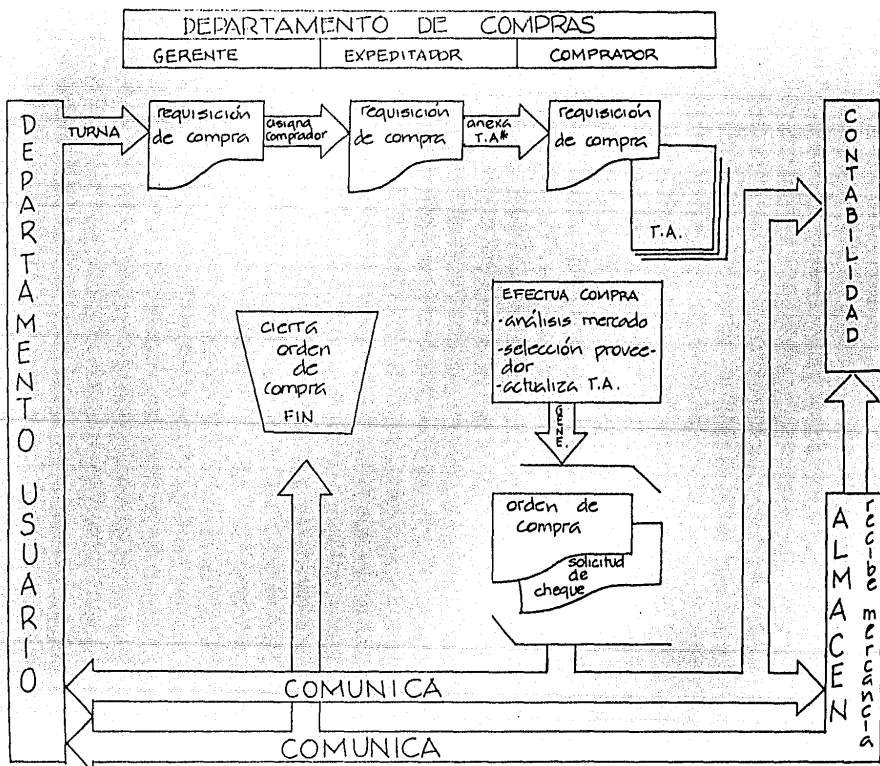 DEPARTAMENTO DE COMPRAS
GERENTE EXPEDITADOR COMPRADOR
DEPARTAMENTO USUARIO
TURNA
requisición
de compra
asigna
comprador
requisición
de compra
anexa
T.A*
requisición
de compra
T.A.
CONTABILIDAD
cierra
orden
de
compra
FIN
EFECTUA COMPRA
-análisis mercado
-selección provee-
dor
-actualiza T.A.
GENE.
orden de
compra
solicitud
de
cheque
ALMACEN
recibe mercancía
COMUNICA
COMUNICA